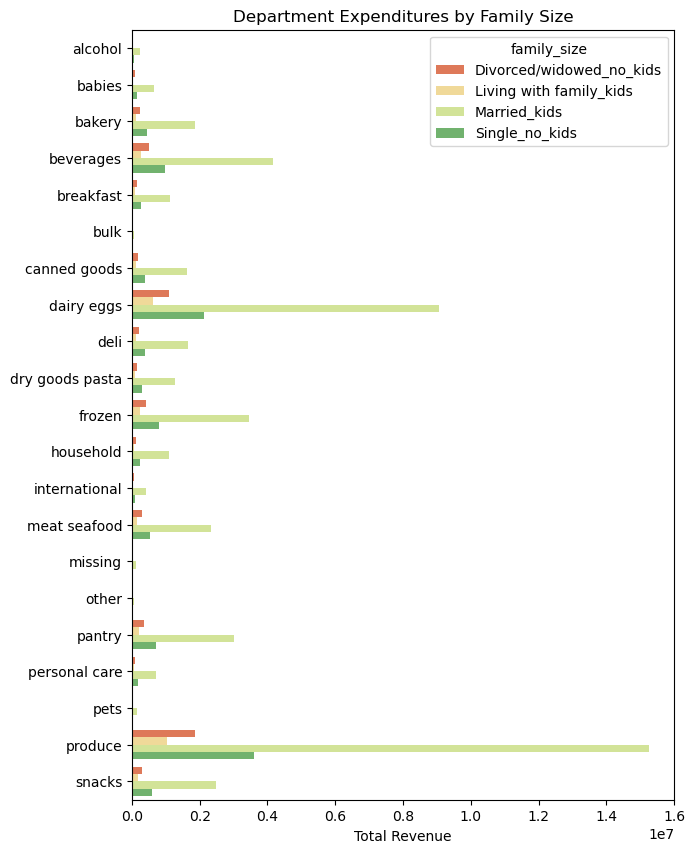 Department Expenditures by Family Size
family_size
Divorced/widowed_no_kids
Living with family_kids
Married_kids
Single_no_kids
alcohol
babies
bakery
beverages
breakfast
bulk
canned goods
dairy eggs
deli
dry goods pasta
frozen
household
international
meat seafood
missing
other
pantry
personal care
pets
produce
snacks
0.0 0.2 0.4 0.6 0.8 1.0 1.2 1.4 1.6
1e7
Total Revenue